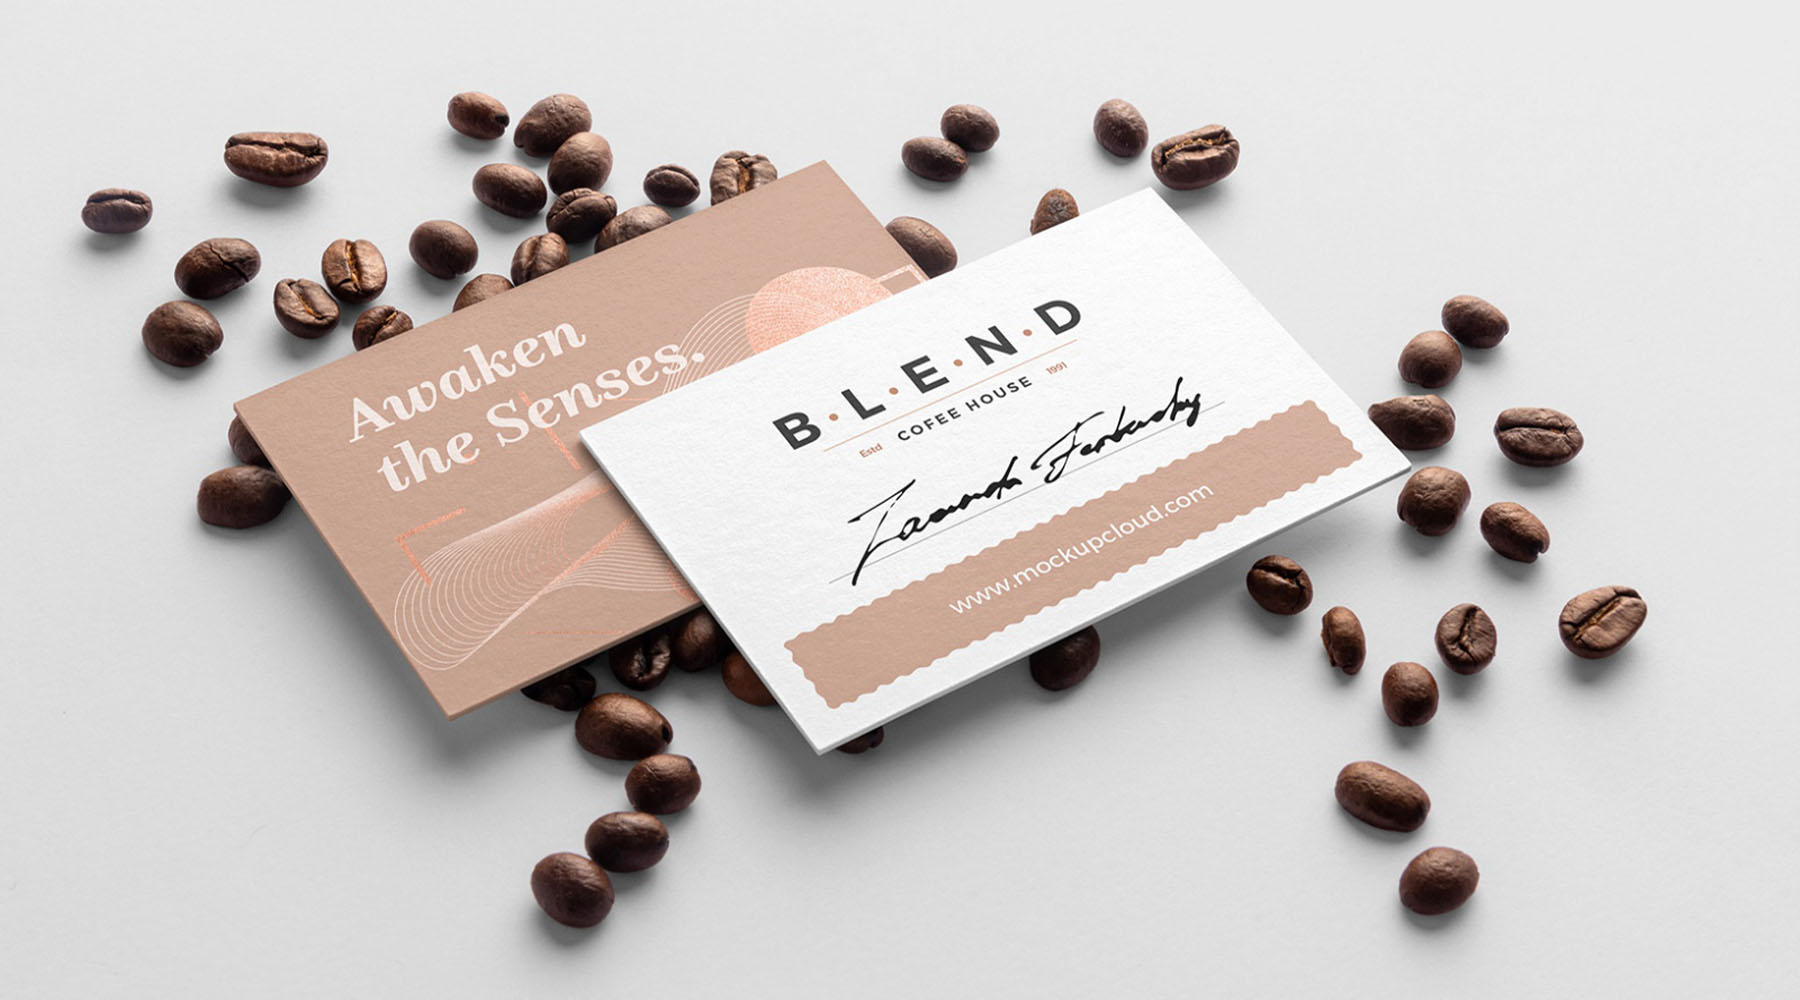 Awaken
the Senses.
B·L·E·N·D
Estd COFEE HOUSE 1991
www.mockupcloud.com